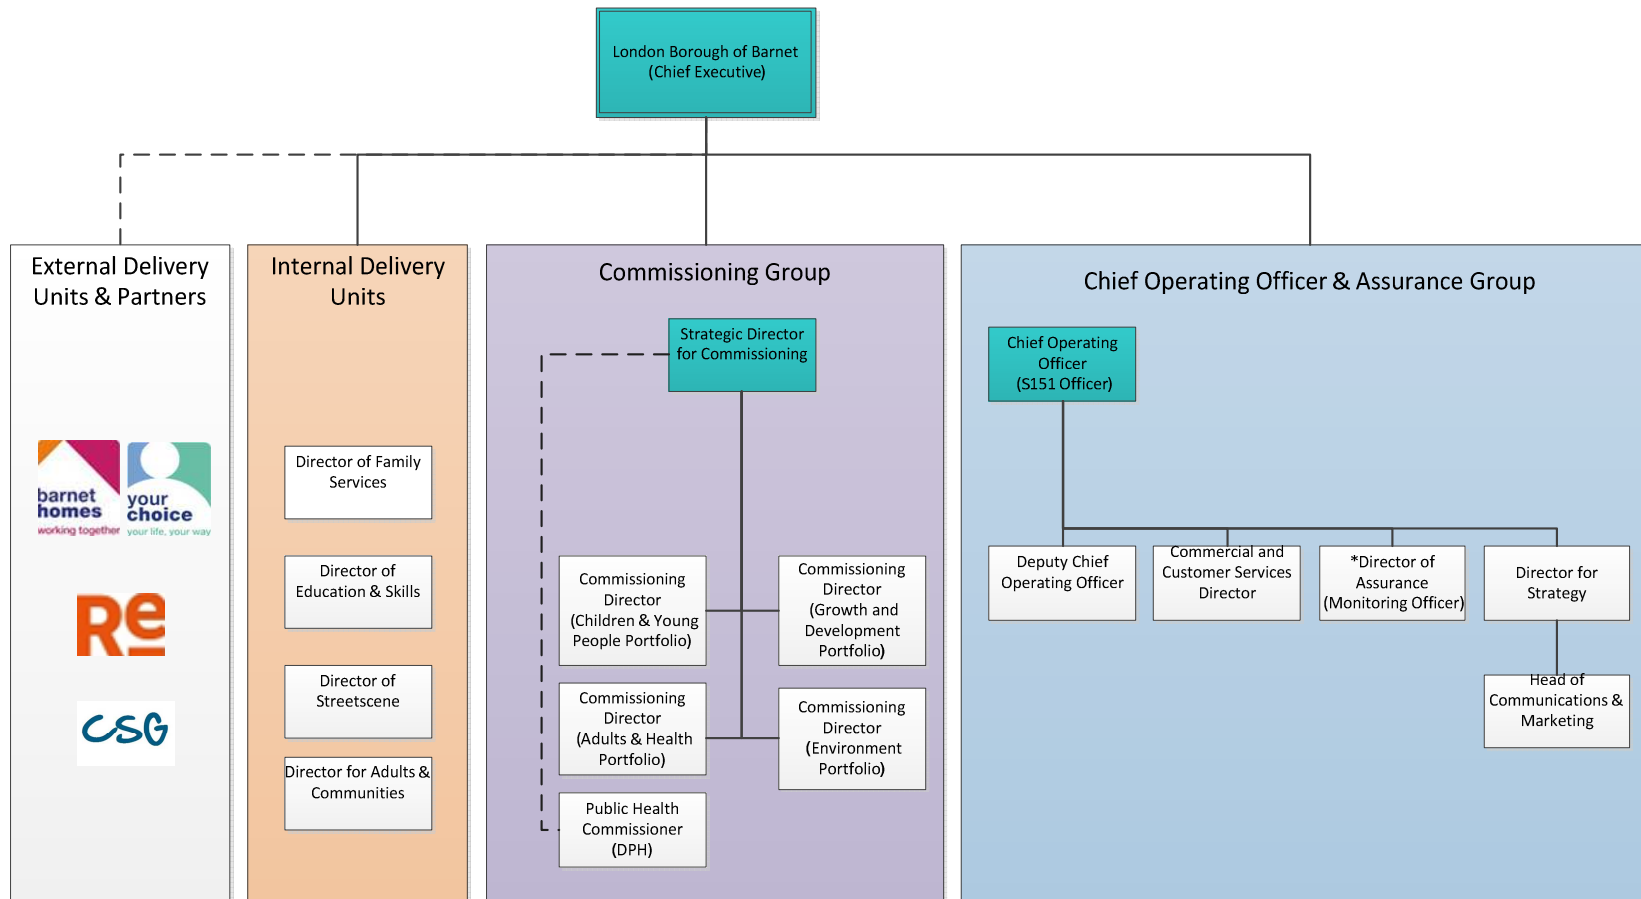 London Borough of Barnet
(Chief Executive)
External Delivery
Units & Partners
barnet
homes
working together
your
choice
your life, your way
Re
CSG
Internal Delivery
Units
Director of Family
Services
Director of
Education & Skills
Director of
Streetscene
Director for Adults &
Communities
Commissioning Group
Strategic Director
for Commissioning
Commissioning
Director
(Children & Young
People Portfolio)
Commissioning
Director
(Growth and
Development
Portfolio)
Commissioning
Director
(Adults & Health
Portfolio)
Commissioning
Director
(Environment
Portfolio)
Public Health
Commissioner
(DPH)
Chief Operating Officer & Assurance Group
Chief Operating
Officer
(S151 Officer)
Deputy Chief
Operating Officer
Commercial and
Customer Services
Director
*Director of
Assurance
(Monitoring Officer)
Director for
Strategy
Head of
Communications &
Marketing